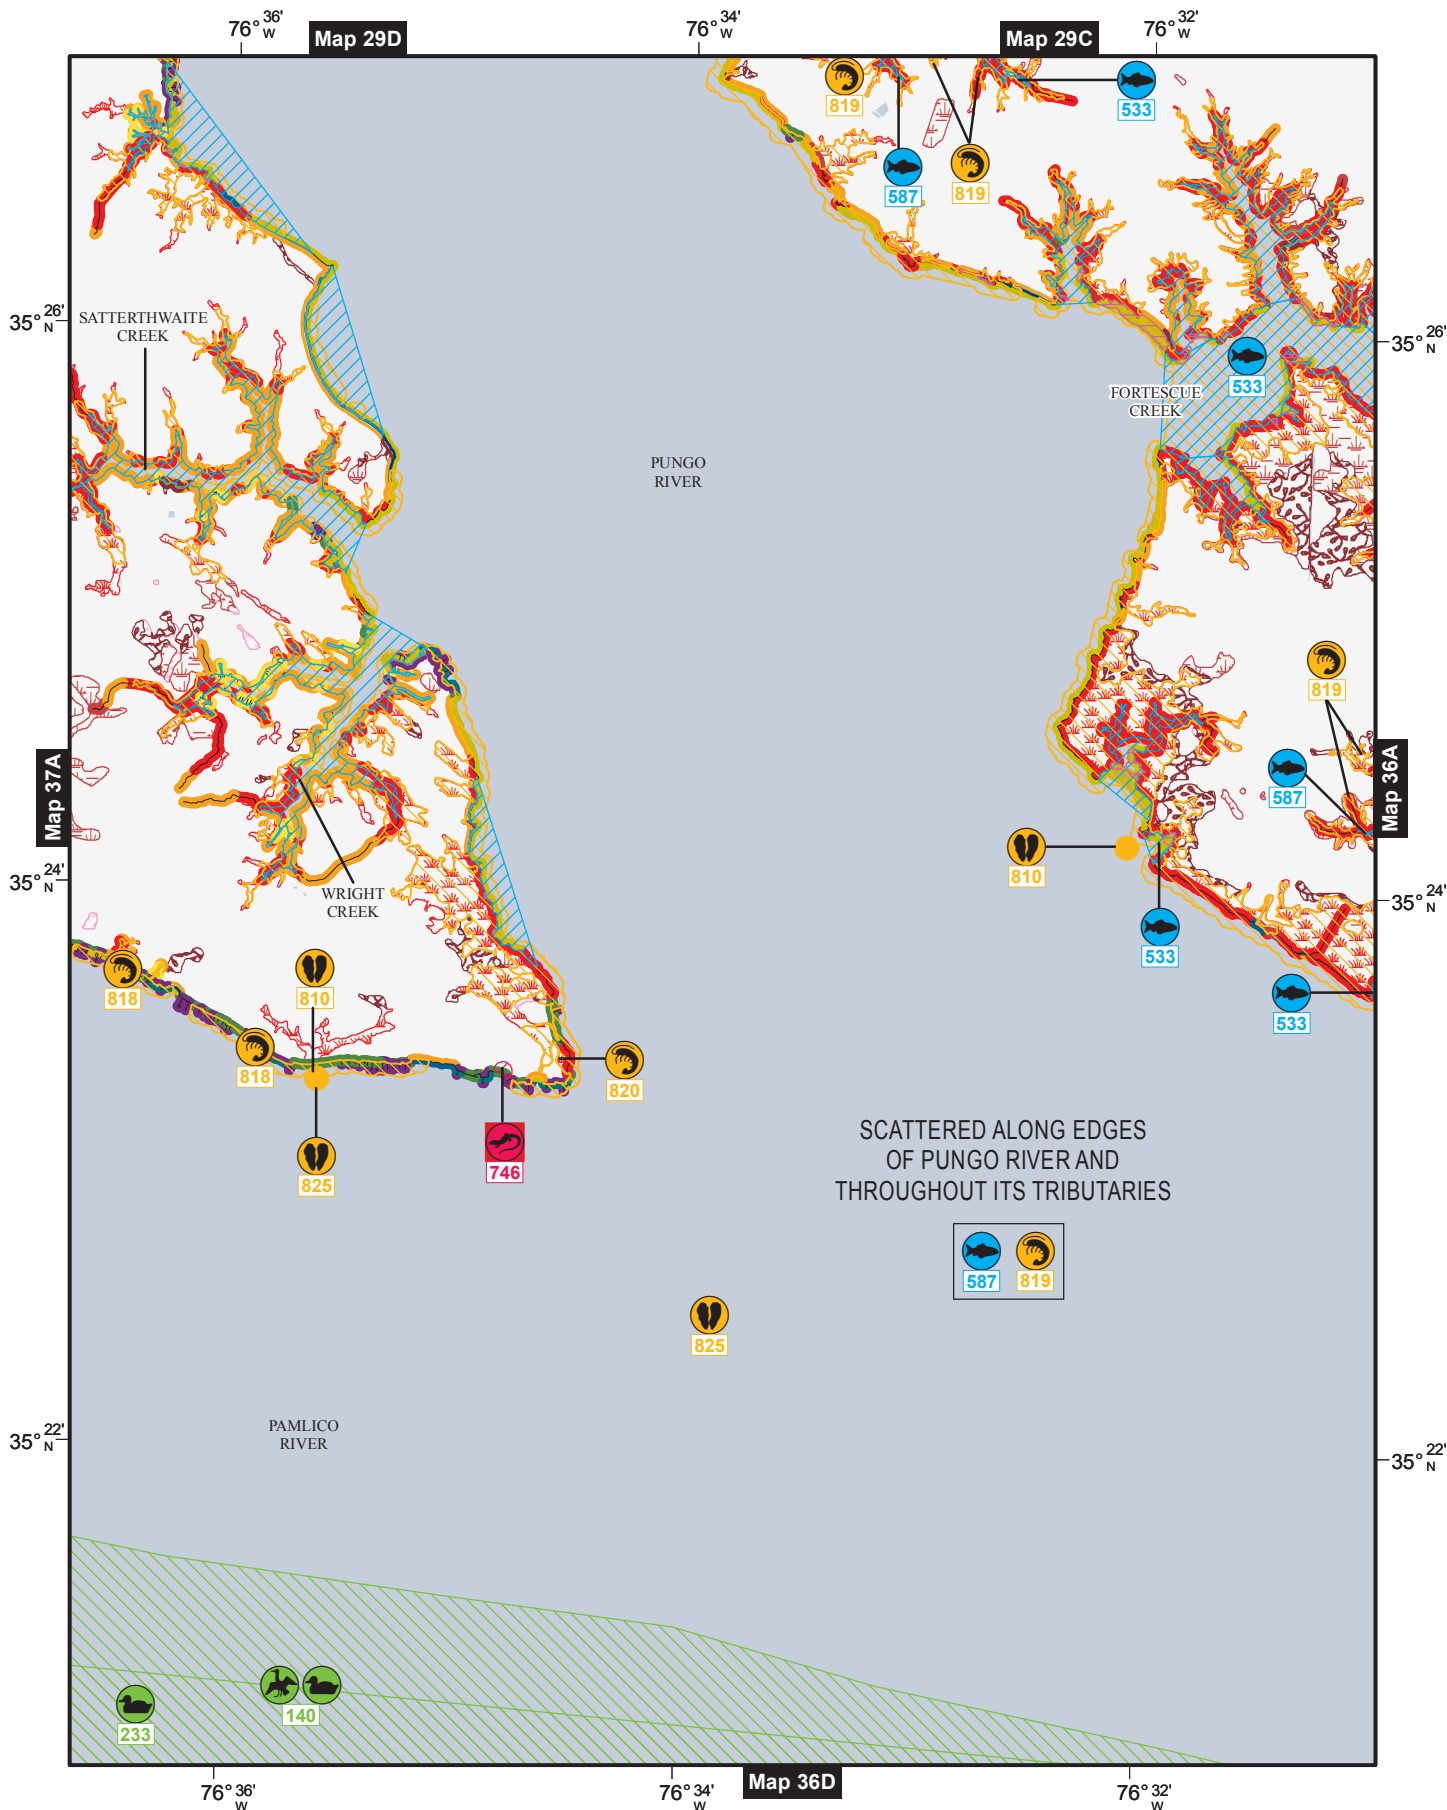 76° 36' W
Map 29D
76° 34' W
Map 29C
76° 32' W
819
533
587
819
35° 26' N
SATTERTHWAITE
CREEK
35° 26' N
533
FORTESCUE
CREEK
PUNGO
RIVER
819
Map 37A
587
Map 36A
810
35° 24' N
WRIGHT
CREEK
35° 24' N
533
818
810
533
818
820
825
746
SCATTERED ALONG EDGES
OF PUNGO RIVER AND
THROUGHOUT ITS TRIBUTARIES
587 819
825
PAMLICO
RIVER
35° 22' N
35° 22' N
140
233
76° 36' W
76° 34' W
Map 36D
76° 32' W